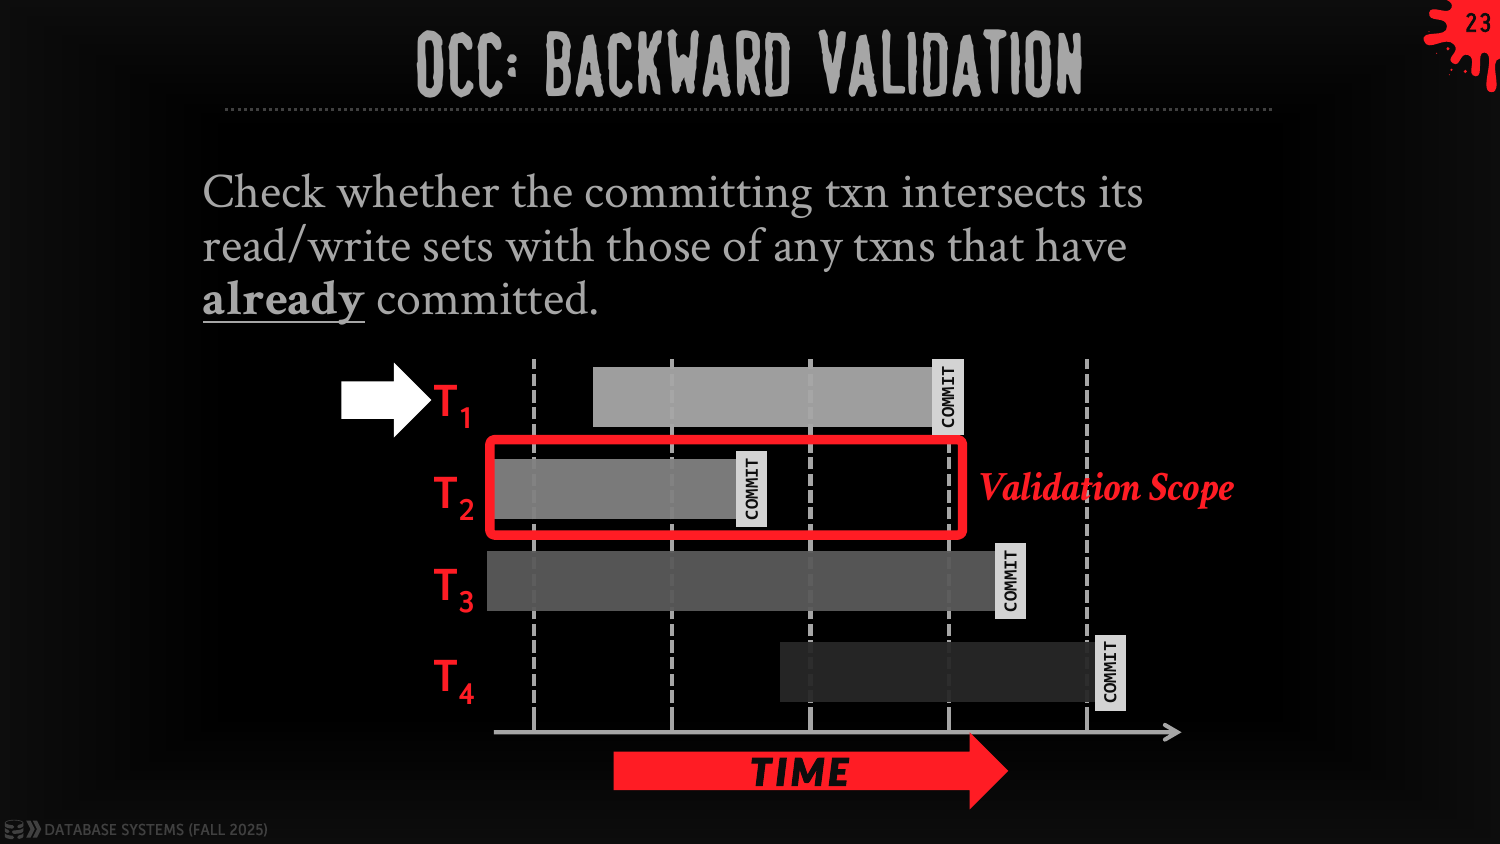 23
OCC: BACKWARD VALIDATION
Check whether the committing txn intersects its
read/write sets with those of any txns that have
already committed.
T1
COMMIT
T2
COMMIT
Validation Scope
T3
COMMIT
T4
COMMIT
TIME
DATABASE SYSTEMS (FALL 2025)